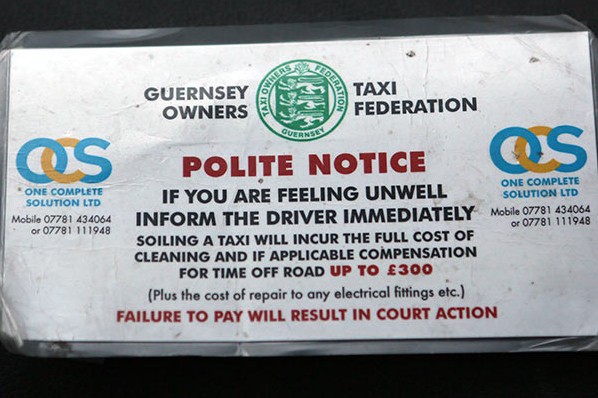 GUERNSEY TAXI
OWNERS FEDERATION
TAXI OWNERS FEDERATION
GUERNSEY
OCS
ONE COMPLETE
SOLUTION LTD
Mobile 07781 434064
or 07781 111948
OCS
ONE COMPLETE
SOLUTION LTD
Mobile 07781 434064
or 07781 111948
POLITE NOTICE
IF YOU ARE FEELING UNWELL
INFORM THE DRIVER IMMEDIATELY
SOILING A TAXI WILL INCUR THE FULL COST OF
CLEANING AND IF APPLICABLE COMPENSATION
FOR TIME OFF ROAD UP TO £300
(Plus the cost of repair to any electrical fittings etc.)
FAILURE TO PAY WILL RESULT IN COURT ACTION